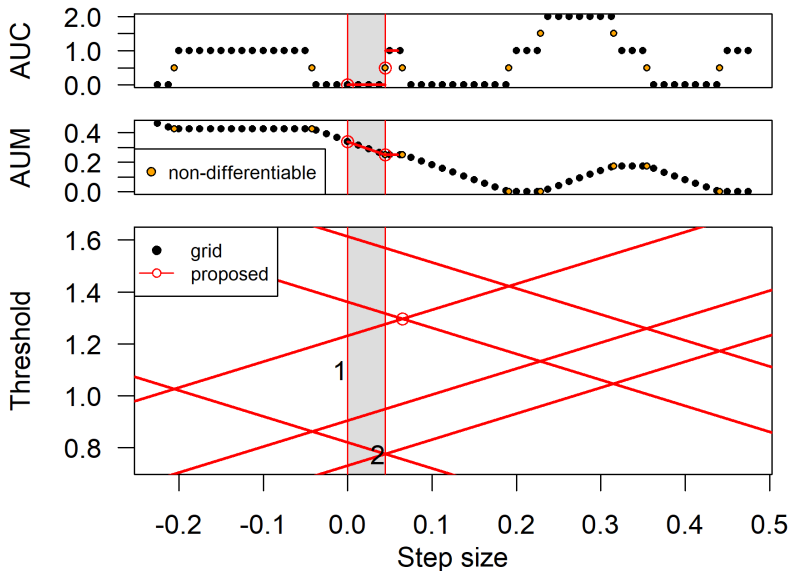 AUC
2.0
1.0
0.0
AUM
0.4
0.2
0.0
non-differentiable
Threshold
1.6
1.4
1.2
1.0
0.8
grid
proposed
1
2
-0.2 -0.1 0.0 0.1 0.2 0.3 0.4 0.5
Step size